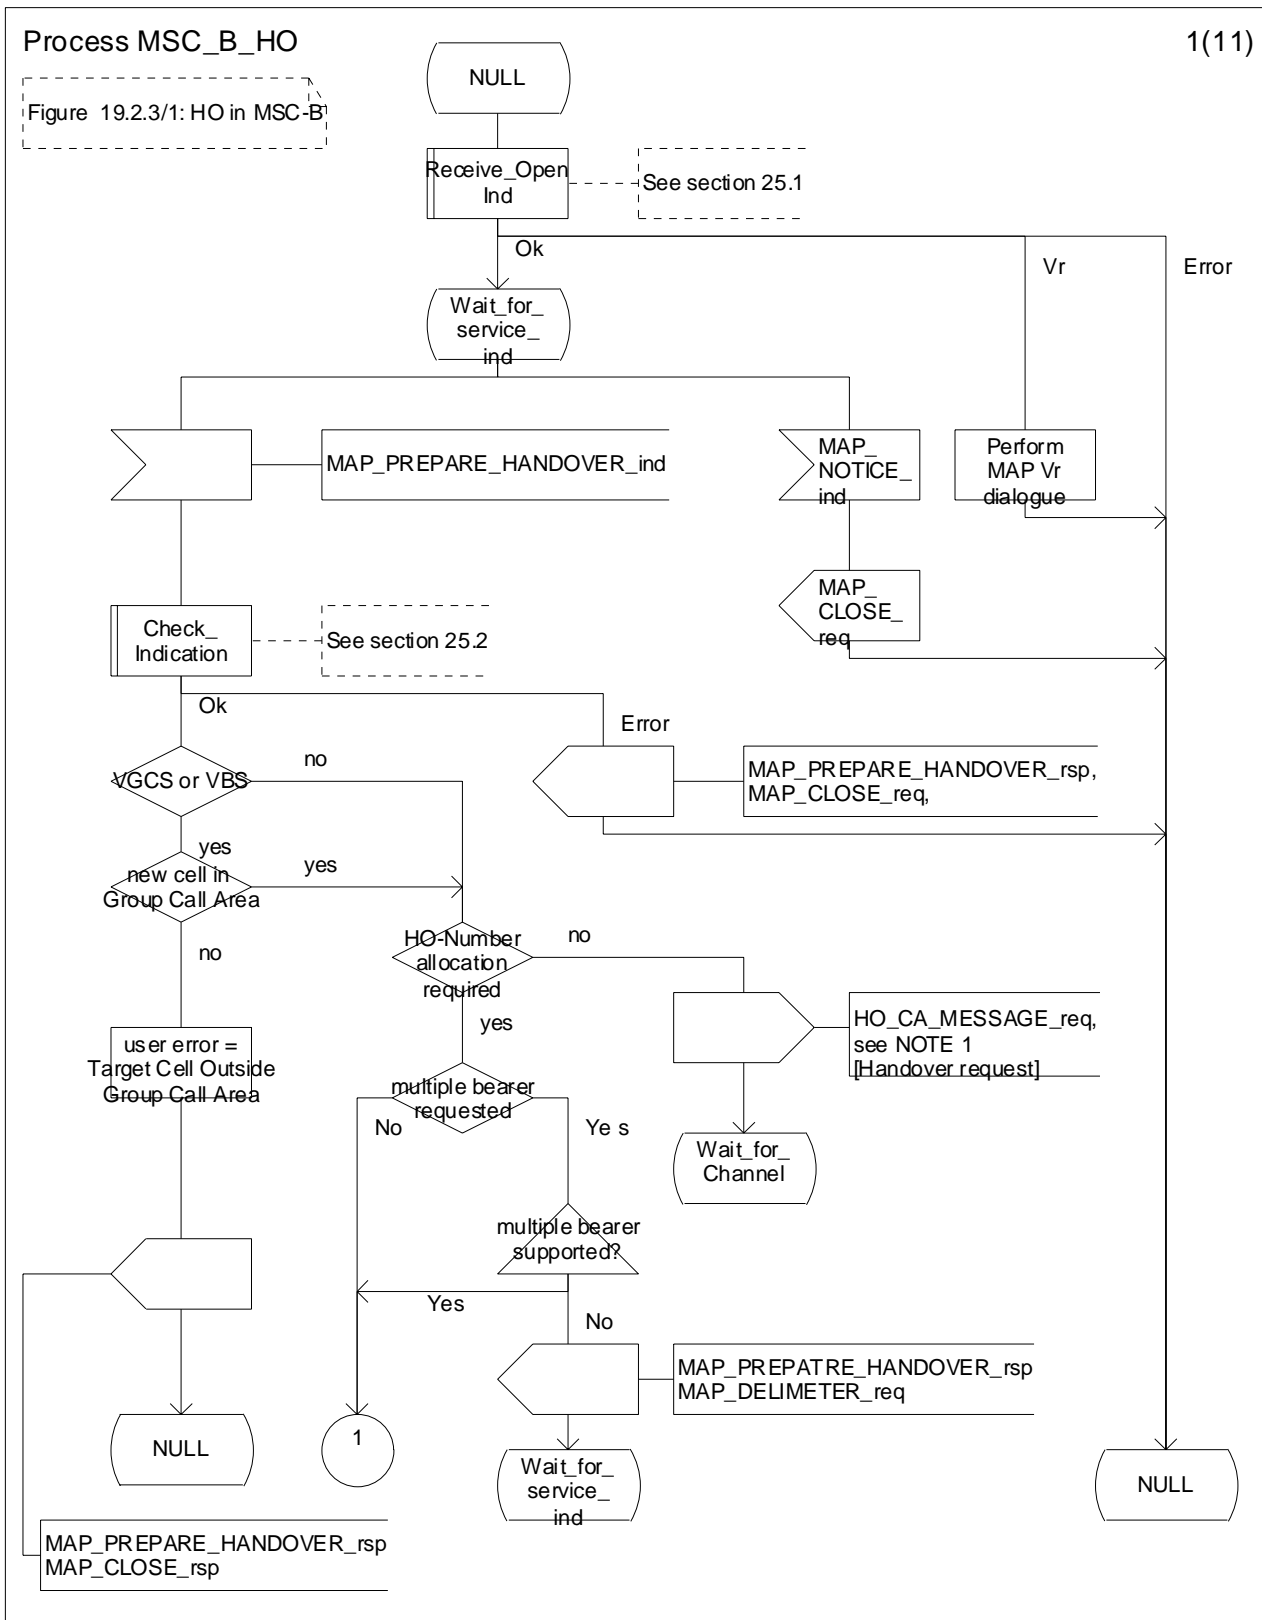 Process MSC_B_HO
1(11)
Figure 19.2.3/1: HO in MSC-B
NULL
Receive_Open
Ind
See section 25.1
Ok
Vr
Error
Wait_for_
service_
ind
MAP_PREPARE_HANDOVER_ind
MAP_
NOTICE_
ind
Perform
MAP Vr
dialogue
MAP_
CLOSE_
req
Check_
Indication
See section 25.2
Ok
Error
VGCS or VBS
no
MAP_PREPARE_HANDOVER_rsp,
MAP_CLOSE_req,
yes
new cell in
Group Call Area
yes
no
HO-Number
allocation
required
no
yes
HO_CA_MESSAGE_req,
see NOTE 1
[Handover request]
user error =
Target Cell Outside
Group Call Area
multiple bearer
requested
No
Ye s
Wait_for_
Channel
multiple bearer
supported?
Yes
No
MAP_PREPATRE_HANDOVER_rsp
MAP_DELIMETER_req
NULL
1
Wait_for_
service_
ind
NULL
MAP_PREPARE_HANDOVER_rsp
MAP_CLOSE_rsp